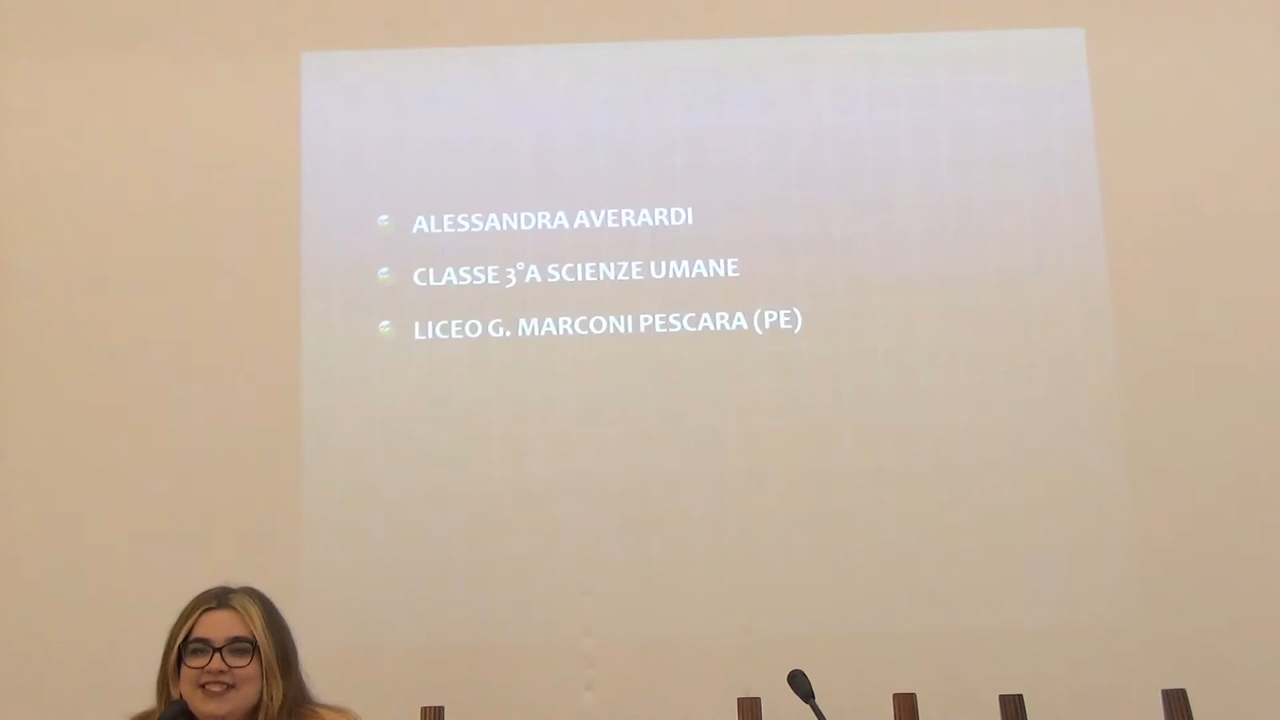 ALESSANDRA AVERARDI
CLASSE 3°A SCIENZE UMANE
LICEO G. MARCONI PESCARA (PE)